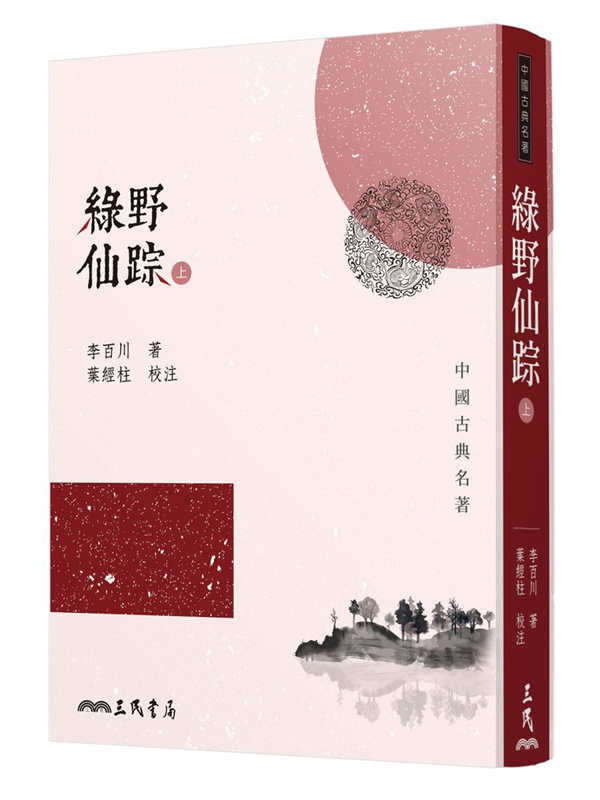 綠野
仙踪 上
李百川 著
葉經柱 校注
中國古典名著
三民書局
中國古典名著
綠野仙踪 上
李百川 著
葉經柱 校注
三民